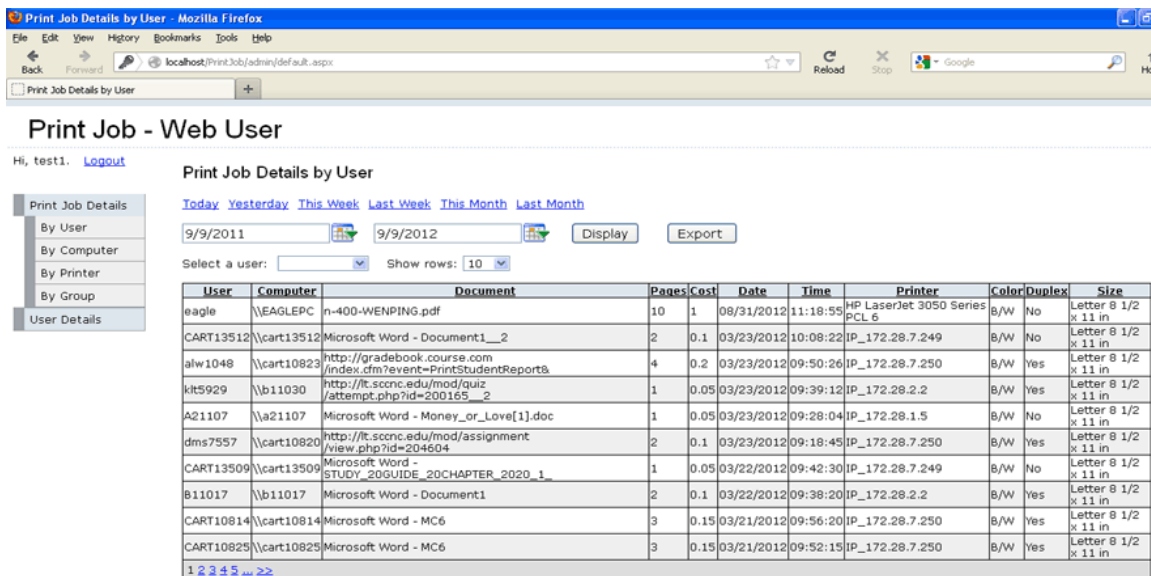 Print Job Details by User - Mozilla Firefox
File Edit View History Bookmarks Tools Help
Back Forward localhost/PrintJob/admin/default.aspx Reload Stop Google
Print Job Details by User +
Print Job - Web User
Hi, test1. Logout
Print Job Details by User
Print Job Details
By User
By Computer
By Printer
By Group
User Details
Today Yesterday This Week Last Week This Month Last Month
9/9/2011 9/9/2012 Display Export
Select a user: Show rows: 10
User Computer Document Pages Cost Date Time Printer Color Duplex Size
eagle \\EAGLEPC n-400-WENPING.pdf 10 1 08/31/2012 11:18:55 HP LaserJet 3050 Series PCL 6 B/W No Letter 8 1/2 x 11 in
CART13512 \\cart13512 Microsoft Word - Document1__2 2 0.1 03/23/2012 10:08:22 IP_172.28.7.249 B/W No Letter 8 1/2 x 11 in
alw1048 \\cart10823 http://gradebook.course.com /index.cfm?event=PrintStudentReport& 4 0.2 03/23/2012 09:50:26 IP_172.28.7.250 B/W Yes Letter 8 1/2 x 11 in
klt5929 \\b11030 http://lt.sccnc.edu/mod/quiz /attempt.php?id=200165__2 1 0.05 03/23/2012 09:39:12 IP_172.28.2.2 B/W Yes Letter 8 1/2 x 11 in
A21107 \\a21107 Microsoft Word - Money_or_Love[1].doc 1 0.05 03/23/2012 09:28:04 IP_172.28.1.5 B/W No Letter 8 1/2 x 11 in
dms7557 \\cart10820 http://lt.sccnc.edu/mod/assignment /view.php?id=204604 2 0.1 03/23/2012 09:18:45 IP_172.28.7.250 B/W Yes Letter 8 1/2 x 11 in
CART13509 \\cart13509 Microsoft Word - STUDY_20GUIDE_20CHAPTER_2020_1_ 1 0.05 03/22/2012 09:42:30 IP_172.28.7.249 B/W No Letter 8 1/2 x 11 in
B11017 \\b11017 Microsoft Word - Document1 2 0.1 03/22/2012 09:38:20 IP_172.28.2.2 B/W Yes Letter 8 1/2 x 11 in
CART10814 \\cart10814 Microsoft Word - MC6 3 0.15 03/21/2012 09:56:20 IP_172.28.7.250 B/W Yes Letter 8 1/2 x 11 in
CART10825 \\cart10825 Microsoft Word - MC6 3 0.15 03/21/2012 09:52:15 IP_172.28.7.250 B/W Yes Letter 8 1/2 x 11 in
1 2 3 4 5 ... >>